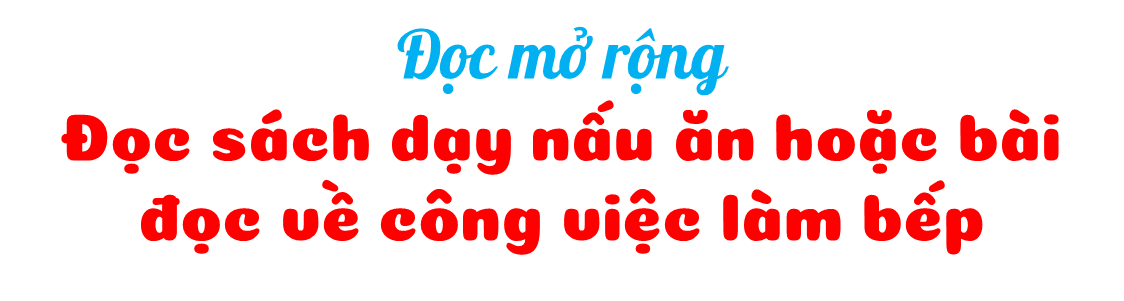 Đọc mở rộng
Đọc sách dạy nấu ăn hoặc bài
đọc về công việc làm bếp